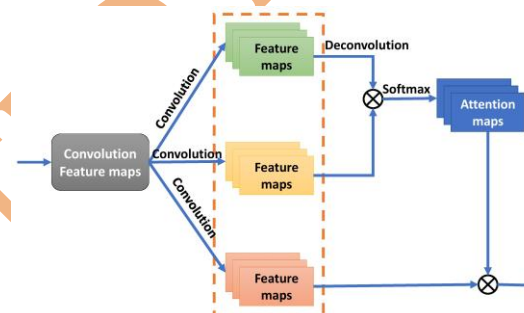 Feature
maps
Deconvolution
Convolution
Softmax
Attention
maps
Convolution
Feature maps
Convolution
Feature
maps
Convolution
Feature
maps